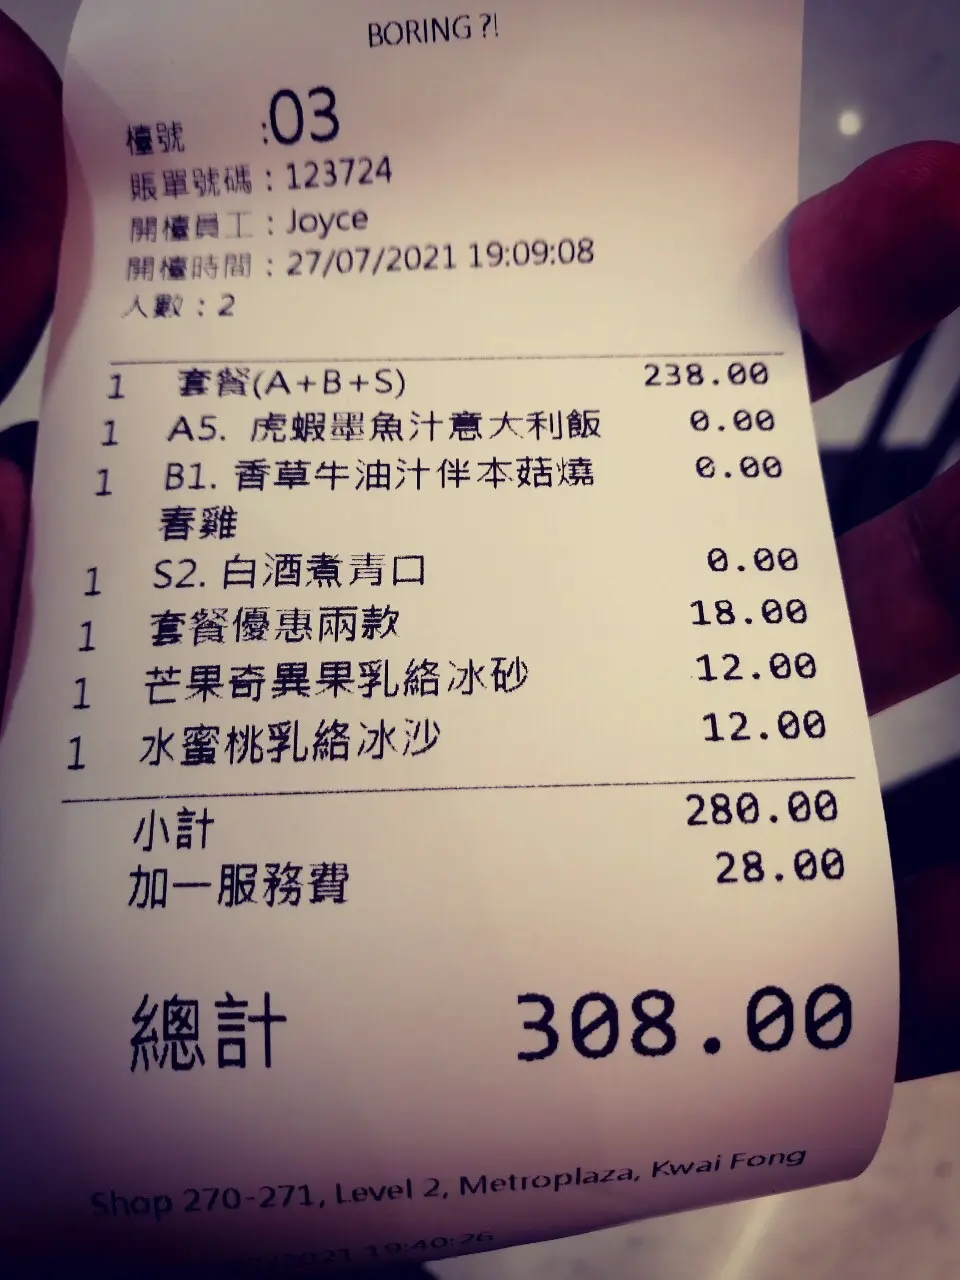 BORING ?!
檯號 :03
賬單號碼：123724
開檯員工：Joyce
開檯時間：27/07/2021 19:09:08
人數：2
1 套餐(A+B+S) 238.00
1 A5. 虎蝦墨魚汁意大利飯 0.00
1 B1. 香草牛油汁伴本菇燒 0.00
春雞
1 S2. 白酒煮青口 0.00
1 套餐優惠兩款 18.00
1 芒果奇異果乳絡冰砂 12.00
1 水蜜桃乳絡冰沙 12.00
小計 280.00
加一服務費 28.00
總計 308.00
Shop 270-271, Level 2, Metroplaza, Kwai Fong
/2021 19:40:26